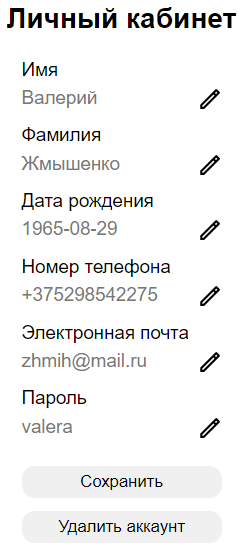 Личный кабинет
Имя
Валерий
Фамилия
Жмышенко
Дата рождения
1965-08-29
Номер телефона
+375298542275
Электронная почта
zhmih@mail.ru
Пароль
valera
Сохранить
Удалить аккаунт